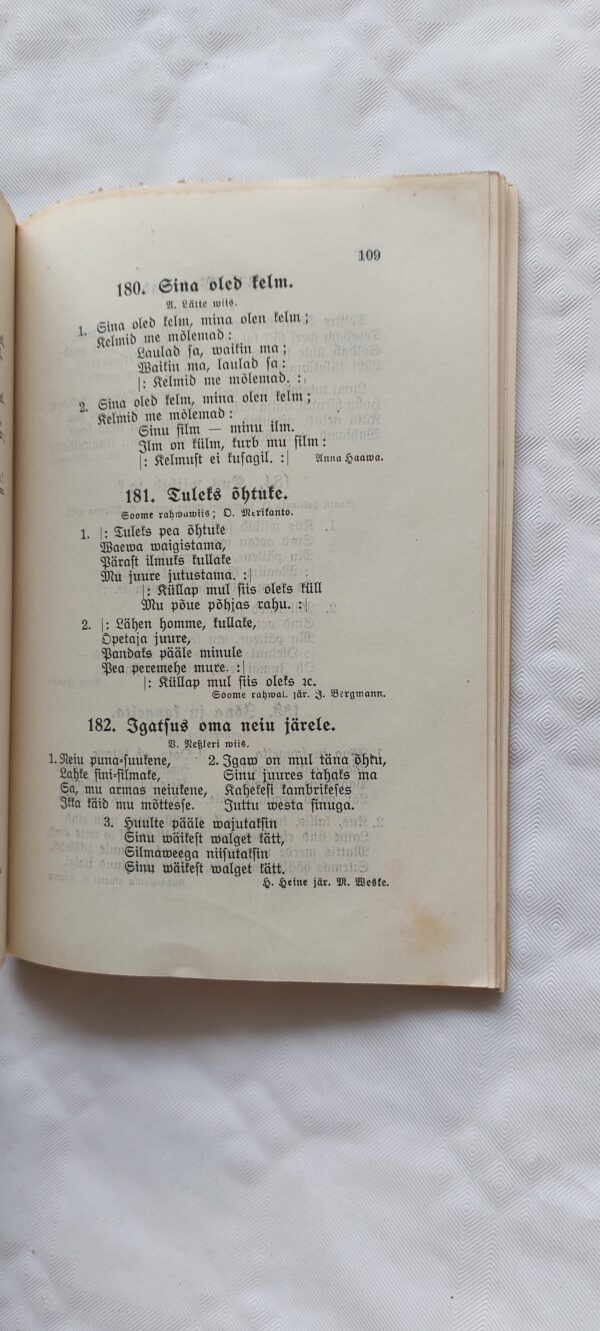 109
180. Sina oled kelm.
A. Lätte wiis.
1. Sina oled kelm, mina olen kelm;
Kelmid me mõlemad:
Laulad sa, waikin ma;
Waikin ma, laulad sa:
|: Kelmid me mõlemad. :|
2. Sina oled kelm, mina olen kelm;
Kelmid me mõlemad:
Sinu silm — minu ilm.
Ilm on külm, kurb mu silm:
|: Kelmust ei kusagil. :| Anna Haawa.
181. Tuleks õhtuke.
Soome rahwawiis; O. Merikanto.
1. |: Tuleks pea õhtuke
Waewa waigistama,
Pärast ilmuks kullake
Mu juure jutustama. :|
|: Küllap mul siis oleks küll
Mu põue põhjas rahu. :|
2. |: Lähen homme, kullake,
Õpetaja juure,
Pandaks pääle minule
Pea peremehe mure. :|
|: Küllap mul siis oleks ꝛc.
Soome rahwal. jär. J. Bergmann.
182. Igatsus oma neiu järele.
V. Neßleri wiis.
1. Neiu puna-suukene,
Lahke sini-silmake,
Sa, mu armas neiukene,
Ikka käid mu mõttesse.
2. Igaw on mul täna õhtu,
Sinu juures tahaks ma
Kahekesi kambrikeses
Juttu westa sinuga.
3. Huulte pääle wajutaksin
Sinu wäikest walget kätt,
Silmaweega niisutaksin
Sinu wäikest walget kätt.
H. Heine jär. M. Weske.